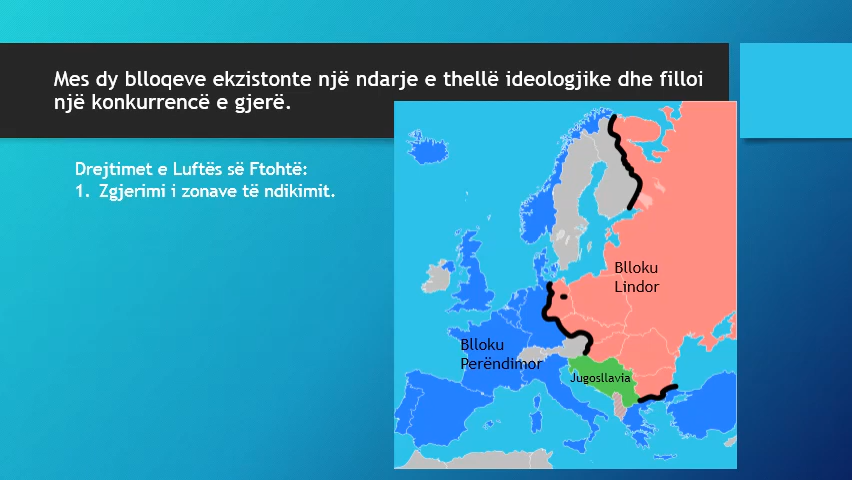 Mes dy blloqeve ekzistonte një ndarje e thellë ideologjike dhe filloi
një konkurrencë e gjerë.
Drejtimet e Luftës së Ftohtë:
1. Zgjerimi i zonave të ndikimit.
Blloku
Lindor
Blloku
Perëndimor
Jugosllavia